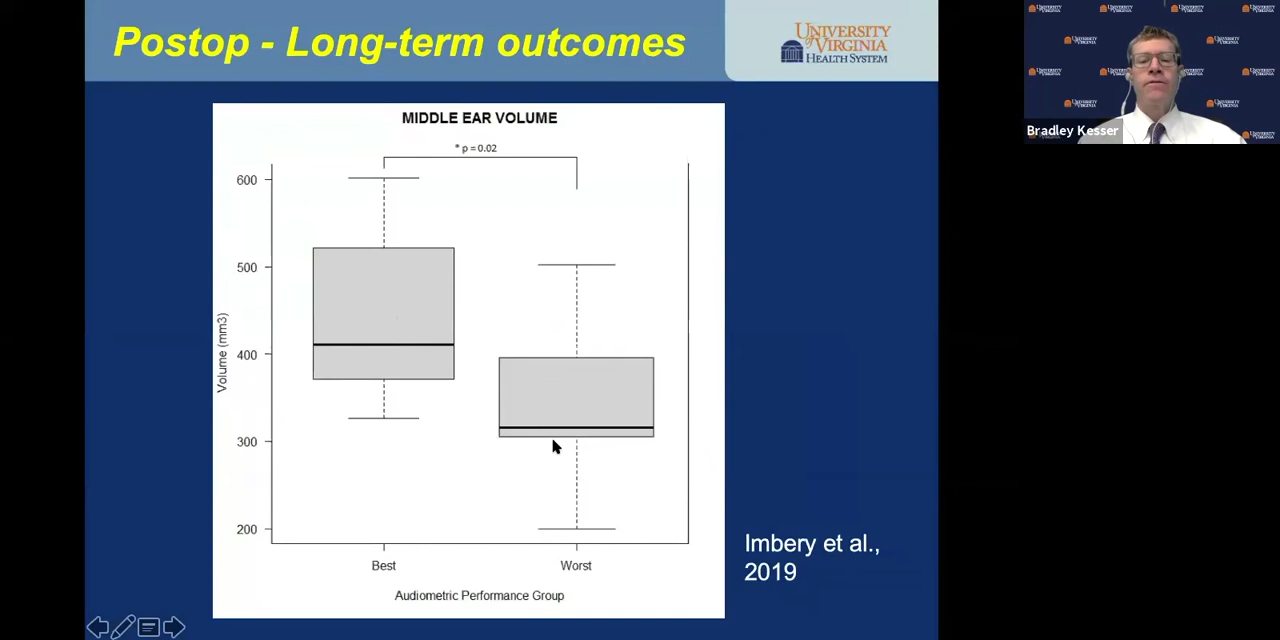 Postop - Long-term outcomes
UNIVERSITY
of VIRGINIA
HEALTH SYSTEM
Bradley Kesser
MIDDLE EAR VOLUME
* p = 0.02
600
500
400
300
200
Volume (mm3)
Best
Worst
Audiometric Performance Group
Imbery et al.,
2019